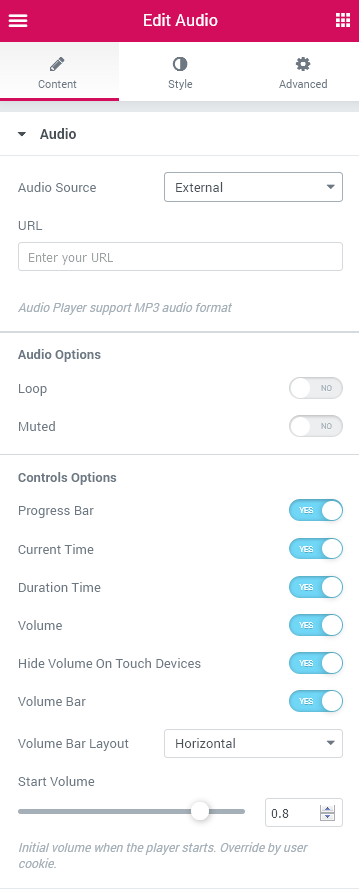 Edit Audio
Content
Style
Advanced
Audio
Audio Source
External
URL
Enter your URL
Audio Player support MP3 audio format
Audio Options
Loop
NO
Muted
NO
Controls Options
Progress Bar
YES
Current Time
YES
Duration Time
YES
Volume
YES
Hide Volume On Touch Devices
YES
Volume Bar
YES
Volume Bar Layout
Horizontal
Start Volume
0.8
Initial volume when the player starts. Override by user
cookie.